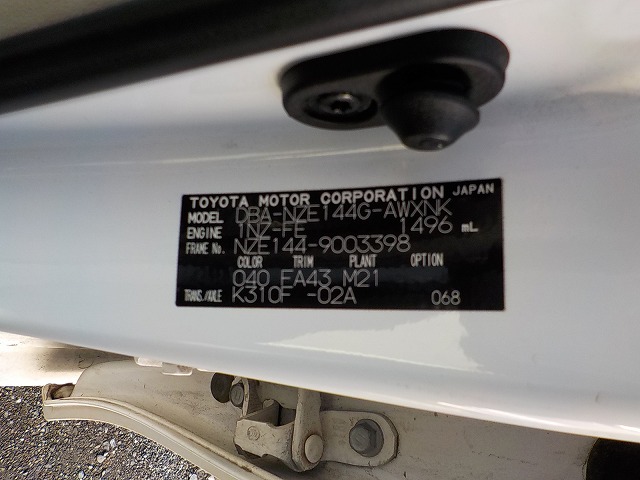 TOYOTA MOTOR CORPORATION JAPAN
MODEL DBA-NZE144G-AWXNK
ENGINE 1NZ-FE 1496 mL
FRAME No. NZE144-9003398
COLOR TRIM PLANT OPTION
040 EA43 M21
TRANS./AXLE K310F -02A 068